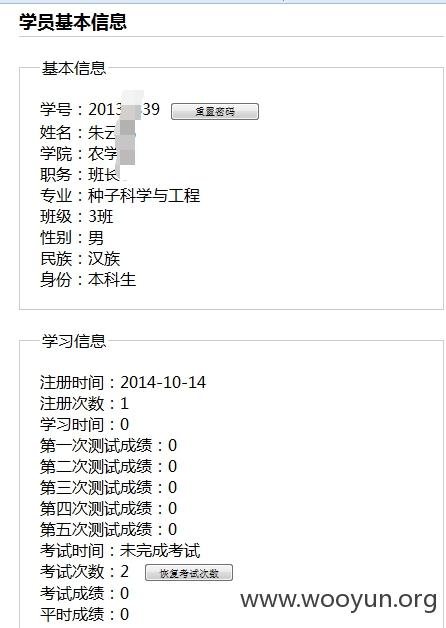 学员基本信息
基本信息
学号：2013 39 重置密码
姓名：朱云
学院：农学
职务：班长
专业：种子科学与工程
班级：3班
性别：男
民族：汉族
身份：本科生
学习信息
注册时间：2014-10-14
注册次数：1
学习时间：0
第一次测试成绩：0
第二次测试成绩：0
第三次测试成绩：0
第四次测试成绩：0
第五次测试成绩：0
考试时间：未完成考试
考试次数：2 恢复考试次数
考试成绩：0
平时成绩：0
www.wooyun.org